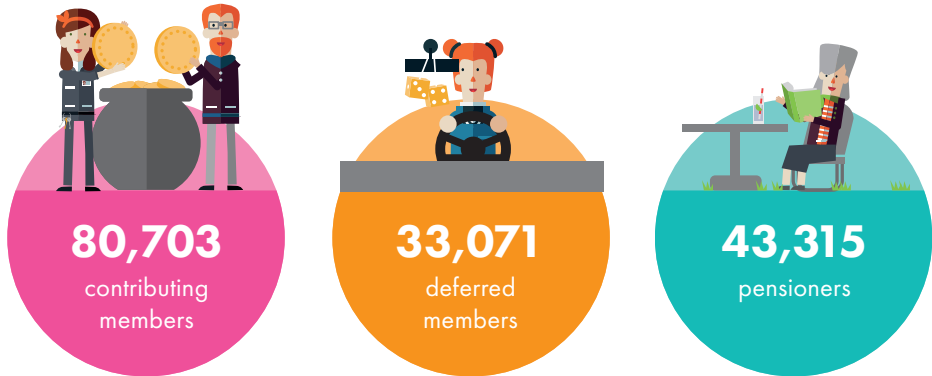 80,703
contributing
members
33,071
deferred
members
43,315
pensioners